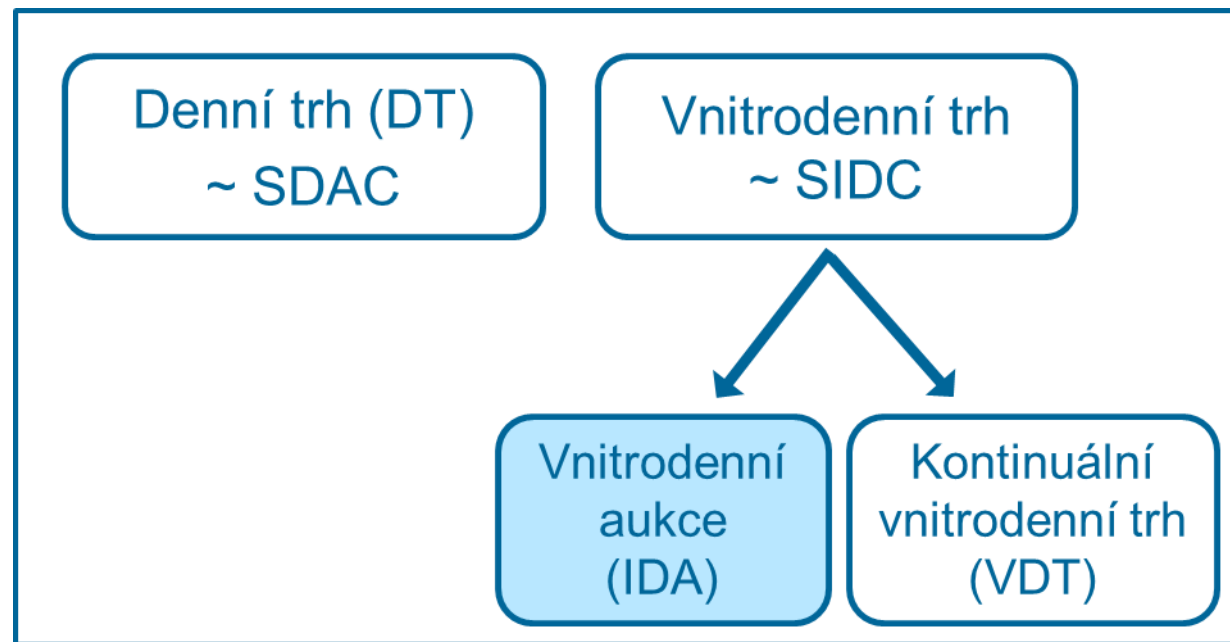 Denní trh (DT)
~ SDAC
Vnitrodenní trh
~ SIDC
Vnitrodenní
aukce
(IDA)
Kontinuální
vnitrodenní trh
(VDT)